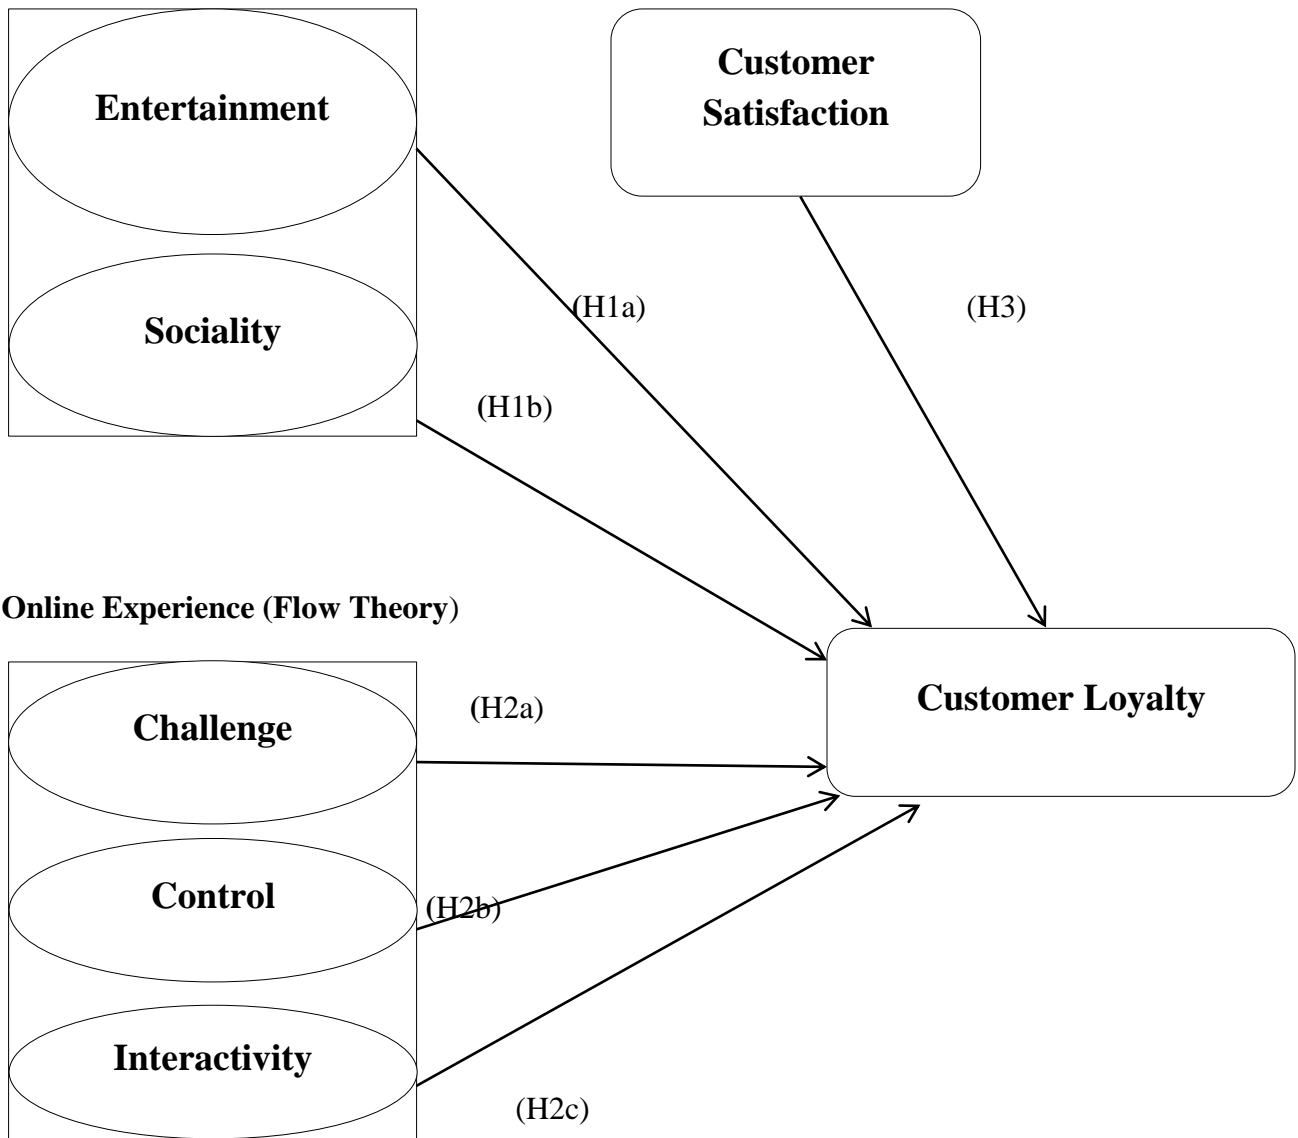 Entertainment
Customer
Satisfaction
Sociality
(H1a)
(H3)
(H1b)
Online Experience (Flow Theory)
Challenge
(H2a)
Customer Loyalty
Control
(H2b)
Interactivity
(H2c)